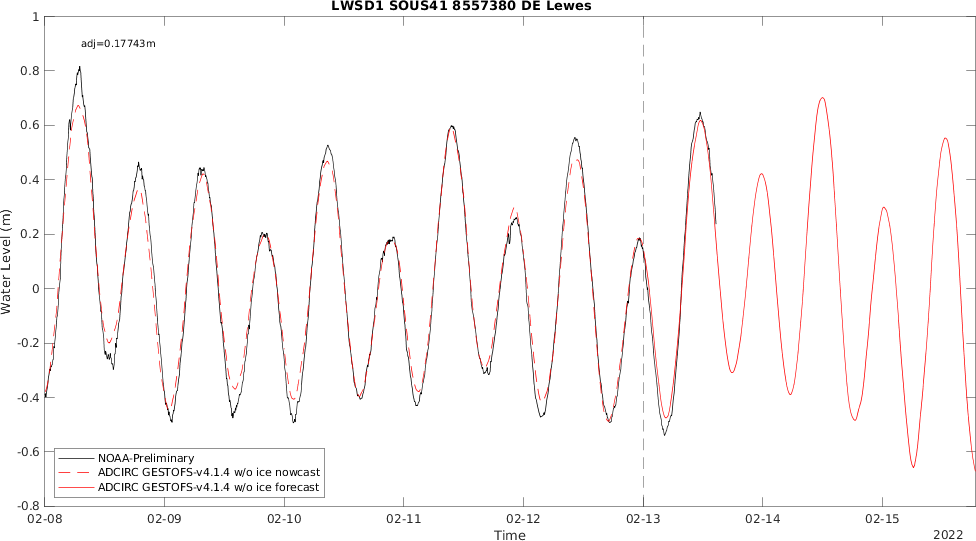 LWSD1 SOUS41 8557380 DE Lewes
adj=0.17743m
1
0.8
0.6
0.4
0.2
0
-0.2
-0.4
-0.6
-0.8
Water Level (m)
NOAA-Preliminary
ADCIRC GESTOFS-v4.1.4 w/o ice nowcast
ADCIRC GESTOFS-v4.1.4 w/o ice forecast
02-08 02-09 02-10 02-11 02-12 02-13 02-14 02-15
Time
2022